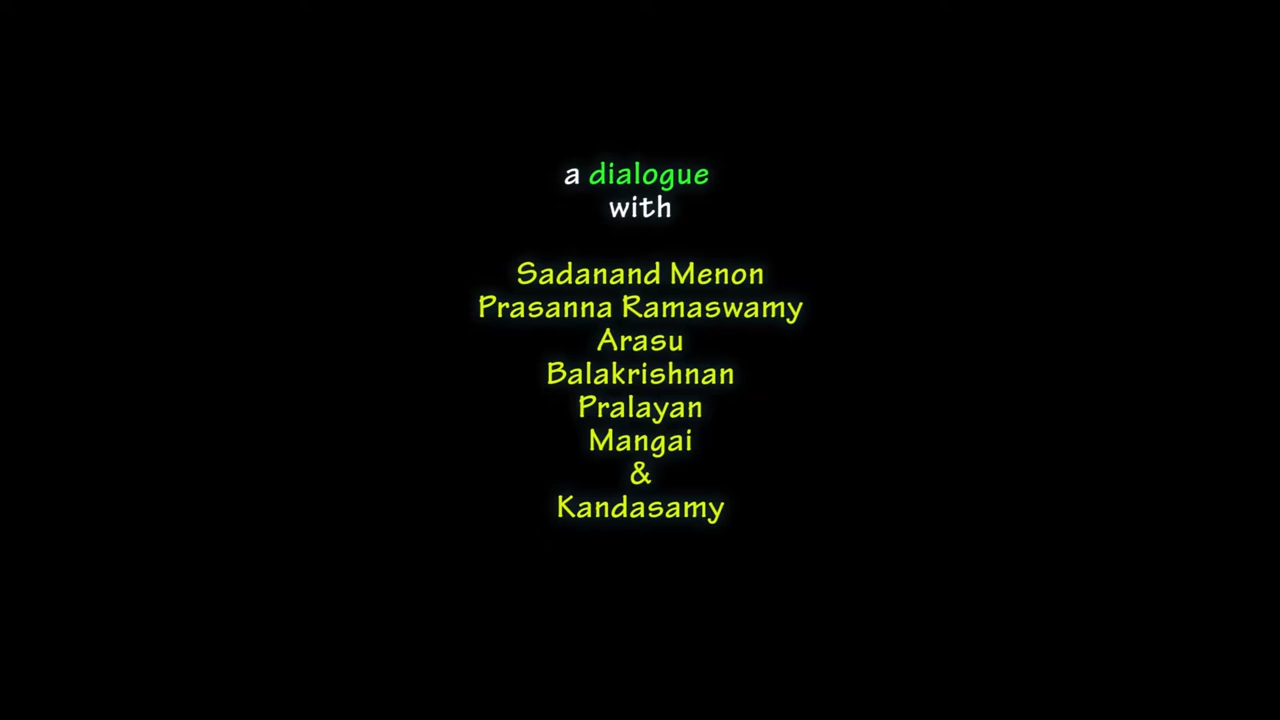 a dialogue
with
Sadanand Menon
Prasanna Ramaswamy
Arasu
Balakrishnan
Pralayan
Mangai
&
Kandasamy